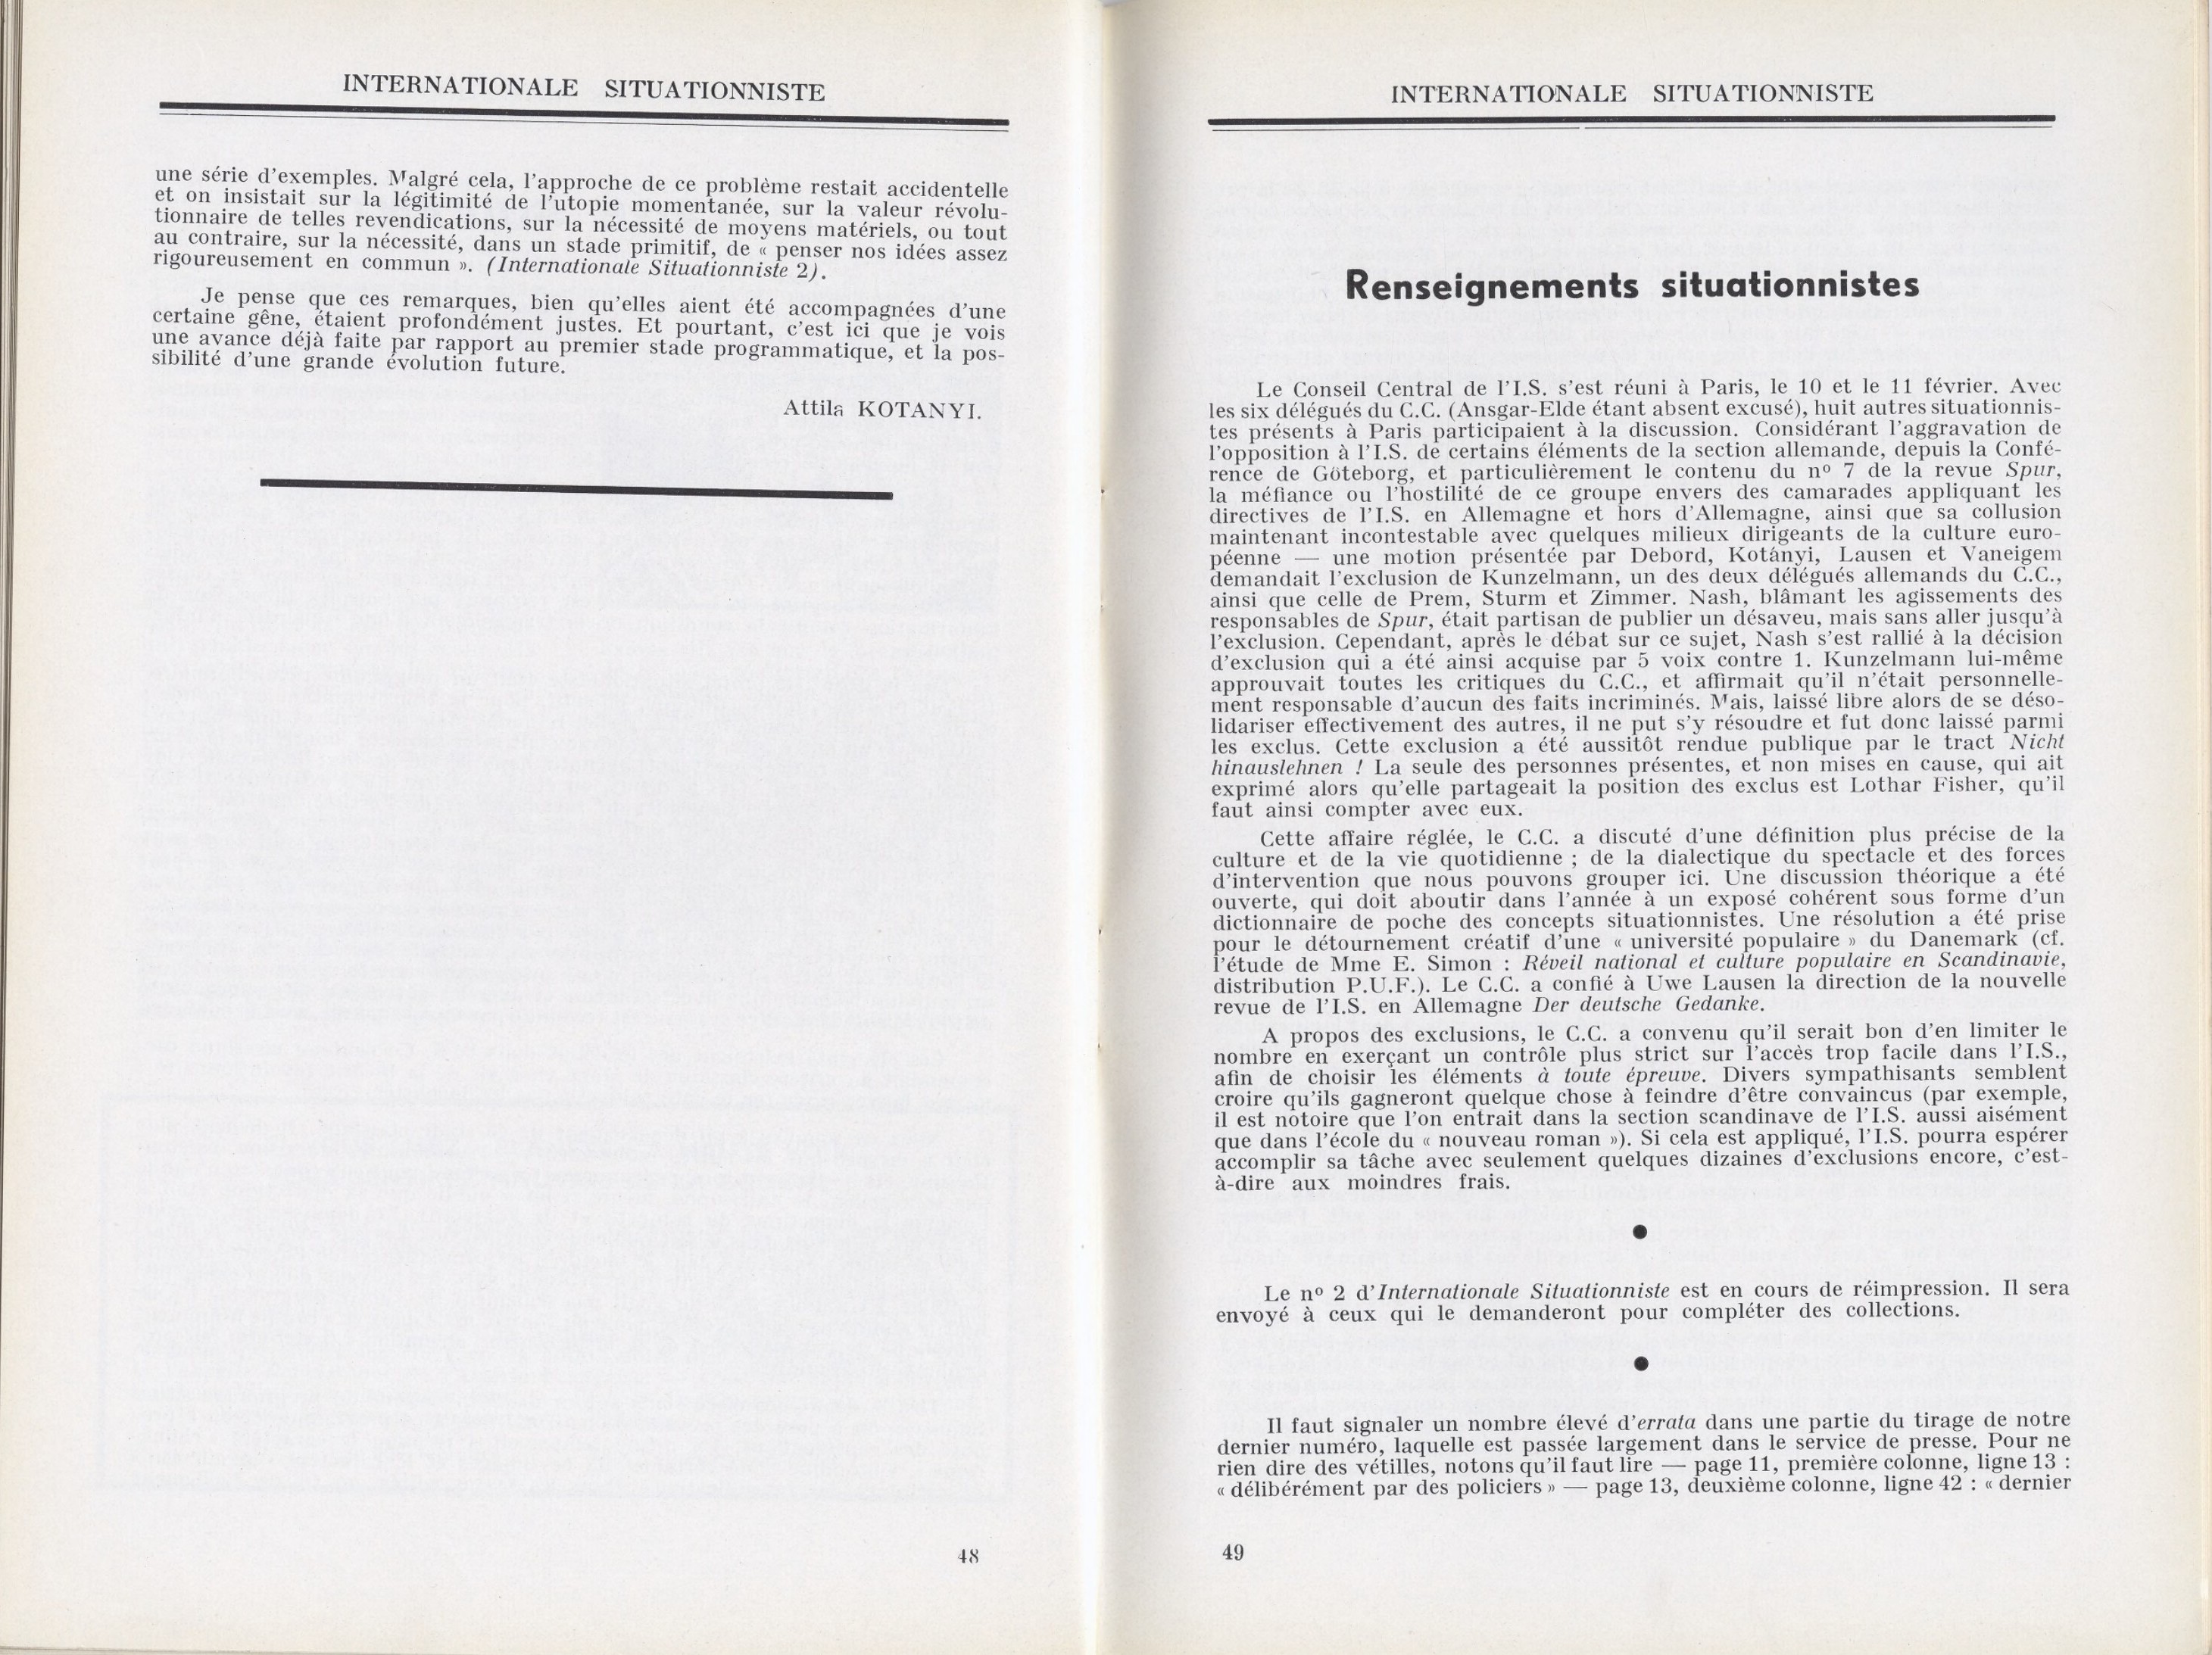 INTERNATIONALE SITUATIONNISTE
une série d'exemples. Malgré cela, l'approche de ce problème restait accidentelle
et on insistait sur la légitimité de l'utopie momentanée, sur la valeur révolu-
tionnaire de telles revendications, sur la nécessité de moyens matériels, ou tout
au contraire, sur la nécessité, dans un stade primitif, de « penser nos idées assez
rigoureusement en commun ». (Internationale Situationniste 2).
Je pense que ces remarques, bien qu'elles aient été accompagnées d'une
certaine gêne, étaient profondément justes. Et pourtant, c'est ici que je vois
une avance déjà faite par rapport au premier stade programmatique, et la pos-
sibilité d'une grande évolution future.
Attila KOTANYI.
48
INTERNATIONALE SITUATIONNISTE
Renseignements situationnistes
Le Conseil Central de l'I.S. s'est réuni à Paris, le 10 et le 11 février. Avec
les six délégués du C.C. (Ansgar-Elde étant absent excusé), huit autres situationnis-
tes présents à Paris participaient à la discussion. Considérant l'aggravation de
l'opposition à l'I.S. de certains éléments de la section allemande, depuis la Confé-
rence de Göteborg, et particulièrement le contenu du nº 7 de la revue Spur,
la méfiance ou l'hostilité de ce groupe envers des camarades appliquant les
directives de l'I.S. en Allemagne et hors d'Allemagne, ainsi que sa collusion
maintenant incontestable avec quelques milieux dirigeants de la culture euro-
péenne — une motion présentée par Debord, Kotányi, Lausen et Vaneigem
demandait l'exclusion de Kunzelmann, un des deux délégués allemands du C.C.,
ainsi que celle de Prem, Sturm et Zimmer. Nash, blâmant les agissements des
responsables de Spur, était partisan de publier un désaveu, mais sans aller jusqu'à
l'exclusion. Cependant, après le débat sur ce sujet, Nash s'est rallié à la décision
d'exclusion qui a été ainsi acquise par 5 voix contre 1. Kunzelmann lui-même
approuvait toutes les critiques du C.C., et affirmait qu'il n'était personnelle-
ment responsable d'aucun des faits incriminés. Mais, laissé libre alors de se déso-
lidariser effectivement des autres, il ne put s'y résoudre et fut donc laissé parmi
les exclus. Cette exclusion a été aussitôt rendue publique par le tract Nicht
hinauslehnen ! La seule des personnes présentes, et non mises en cause, qui ait
exprimé alors qu'elle partageait la position des exclus est Lothar Fisher, qu'il
faut ainsi compter avec eux.
Cette affaire réglée, le C.C. a discuté d'une définition plus précise de la
culture et de la vie quotidienne ; de la dialectique du spectacle et des forces
d'intervention que nous pouvons grouper ici. Une discussion théorique a été
ouverte, qui doit aboutir dans l'année à un exposé cohérent sous forme d'un
dictionnaire de poche des concepts situationnistes. Une résolution a été prise
pour le détournement créatif d'une « université populaire » du Danemark (cf.
l'étude de Mme E. Simon : Réveil national et culture populaire en Scandinavie,
distribution P.U.F.). Le C.C. a confié à Uwe Lausen la direction de la nouvelle
revue de l'I.S. en Allemagne Der deutsche Gedanke.
A propos des exclusions, le C.C. a convenu qu'il serait bon d'en limiter le
nombre en exerçant un contrôle plus strict sur l'accès trop facile dans l'I.S.,
afin de choisir les éléments à toute épreuve. Divers sympathisants semblent
croire qu'ils gagneront quelque chose à feindre d'être convaincus (par exemple,
il est notoire que l'on entrait dans la section scandinave de l'I.S. aussi aisément
que dans l'école du « nouveau roman »). Si cela est appliqué, l'I.S. pourra espérer
accomplir sa tâche avec seulement quelques dizaines d'exclusions encore, c'est-
à-dire aux moindres frais.
●
Le nº 2 d'Internationale Situationniste est en cours de réimpression. Il sera
envoyé à ceux qui le demanderont pour compléter des collections.
●
Il faut signaler un nombre élevé d'errata dans une partie du tirage de notre
dernier numéro, laquelle est passée largement dans le service de presse. Pour ne
rien dire des vétilles, notons qu'il faut lire — page 11, première colonne, ligne 13 :
« délibérément par des policiers » — page 13, deuxième colonne, ligne 42 : « dernier
49